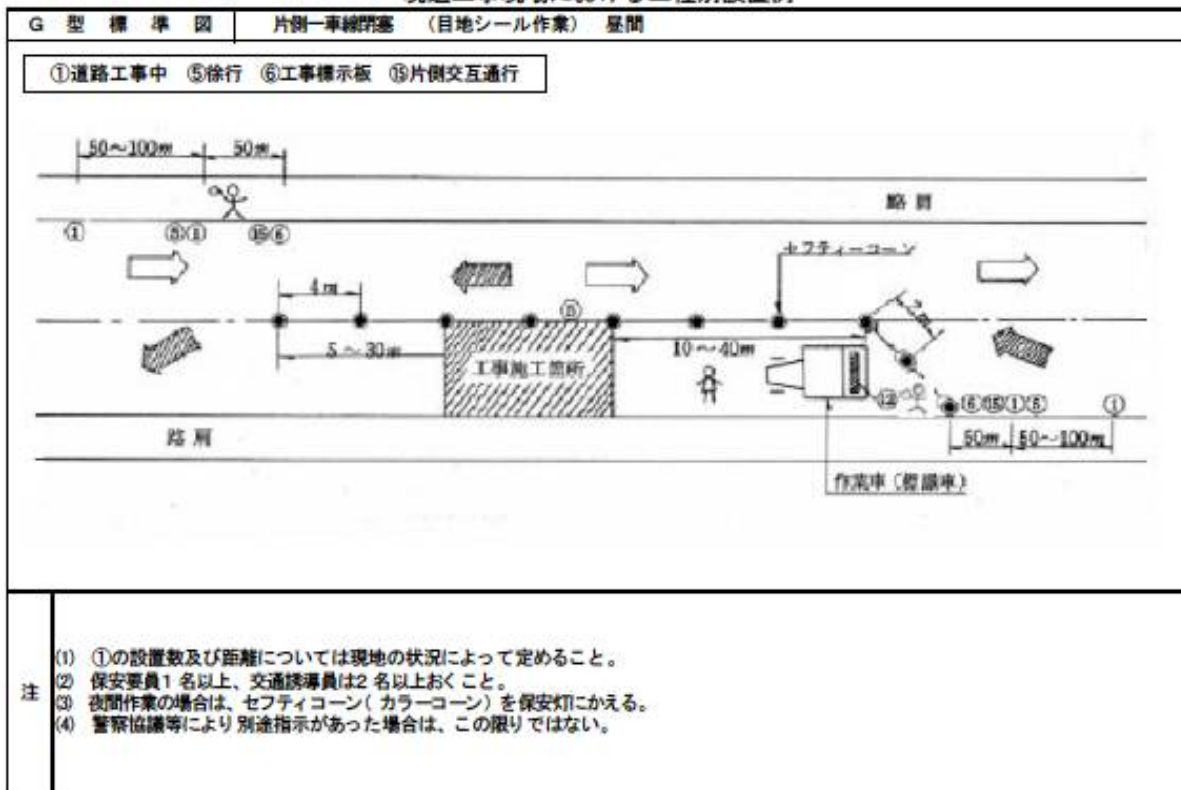 G 型 標 準 図 片側一車線閉塞 (目地シール作業) 昼間
①道路工事中 ⑤徐行 ⑥工事標示板 ⑮片側交互通行
50～100m 50m
路肩
① ⑤① ⑮⑥
セフティーコーン
4m
5～30m
工事施工箇所
10～40m
⑥⑮①⑤ ①
路肩
50m 50～100m
作業車(標識車)
注
(1) ①の設置数及び距離については現地の状況によって定めること。
(2) 保安要員1名以上、交通誘導員は2名以上おくこと。
(3) 夜間作業の場合は、セフティコーン(カラーコーン)を保安灯にかえる。
(4) 警察協議等により別途指示があった場合は、この限りではない。